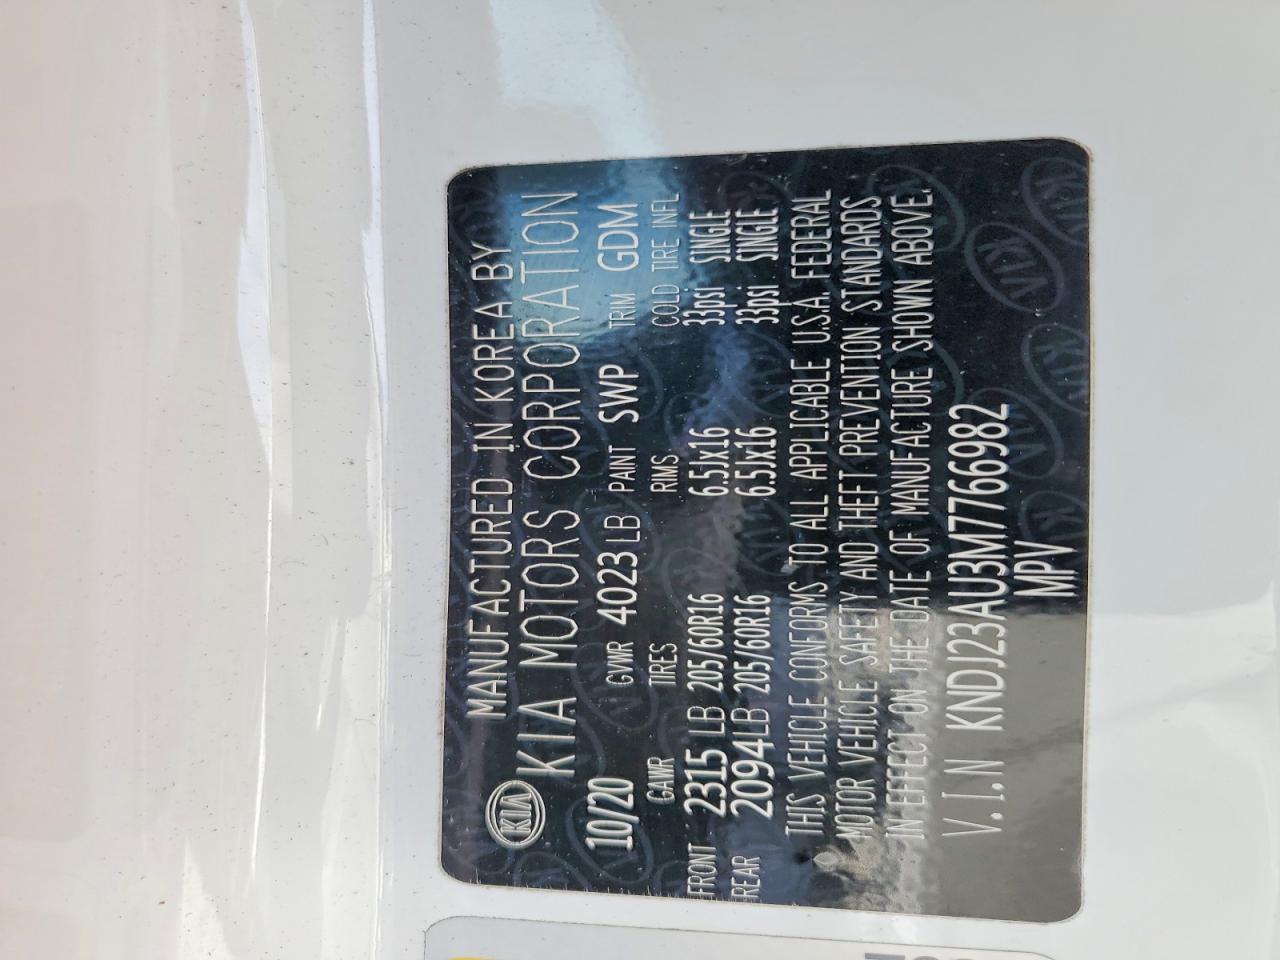 KIA
MANUFACTURED IN KOREA BY
KIA MOTORS CORPORATION
10/20 GVWR 4023 LB PAINT SWP TRIM GDM
GAWR TIRES RIMS COLD TIRE INFL
FRONT 2315 LB 205/60R16 6.5Jx16 33psi SINGLE
REAR 2094LB 205/60R16 6.5Jx16 33psi SINGLE
THIS VEHICLE CONFORMS TO ALL APPLICABLE U.S.A. FEDERAL
MOTOR VEHICLE SAFETY AND THEFT PREVENTION STANDARDS
IN EFFECT ON THE DATE OF MANUFACTURE SHOWN ABOVE.
V.I.N KNDJ23AU3M7766982
MPV